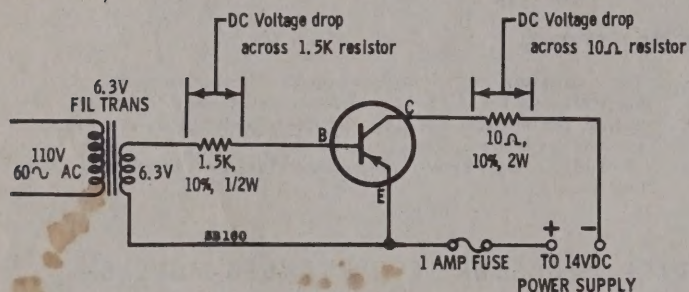 DC Voltage drop
across 1.5K resistor
DC Voltage drop
across 10Ω resistor
6.3V
FIL TRANS
110V
60~ AC
6.3V
1.5K,
10%, 1/2W
B
C
E
10Ω,
10%, 2W
1 AMP FUSE
+ -
TO 14VDC
POWER SUPPLY